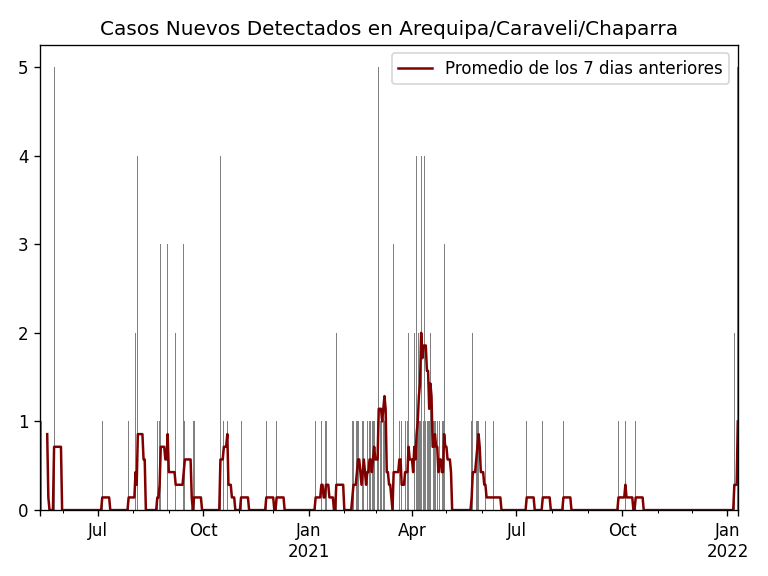 Casos Nuevos Detectados en Arequipa/Caraveli/Chaparra
Promedio de los 7 dias anteriores
5
4
3
2
1
0
Jul
Oct
Jan
2021
Apr
Jul
Oct
Jan
2022